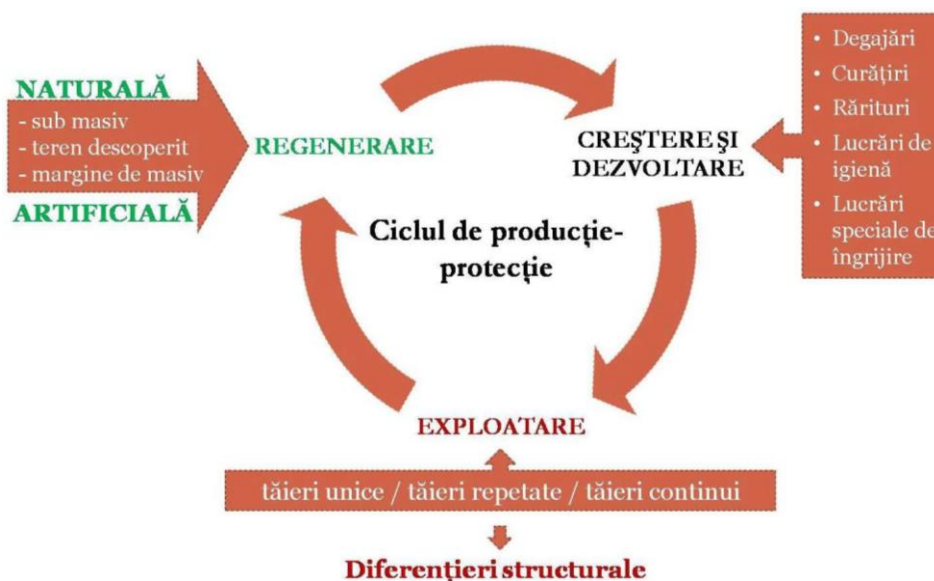 NATURALĂ
- sub masiv
- teren descoperit
- margine de masiv
ARTIFICIALĂ
REGENERARE
CREŞTERE ŞI
DEZVOLTARE
• Degajări
• Curăţiri
• Rărituri
• Lucrări de
igienă
• Lucrări
speciale de
îngrijire
Ciclul de producţie-
protecţie
EXPLOATARE
tăieri unice / tăieri repetate / tăieri continui
Diferenţieri structurale